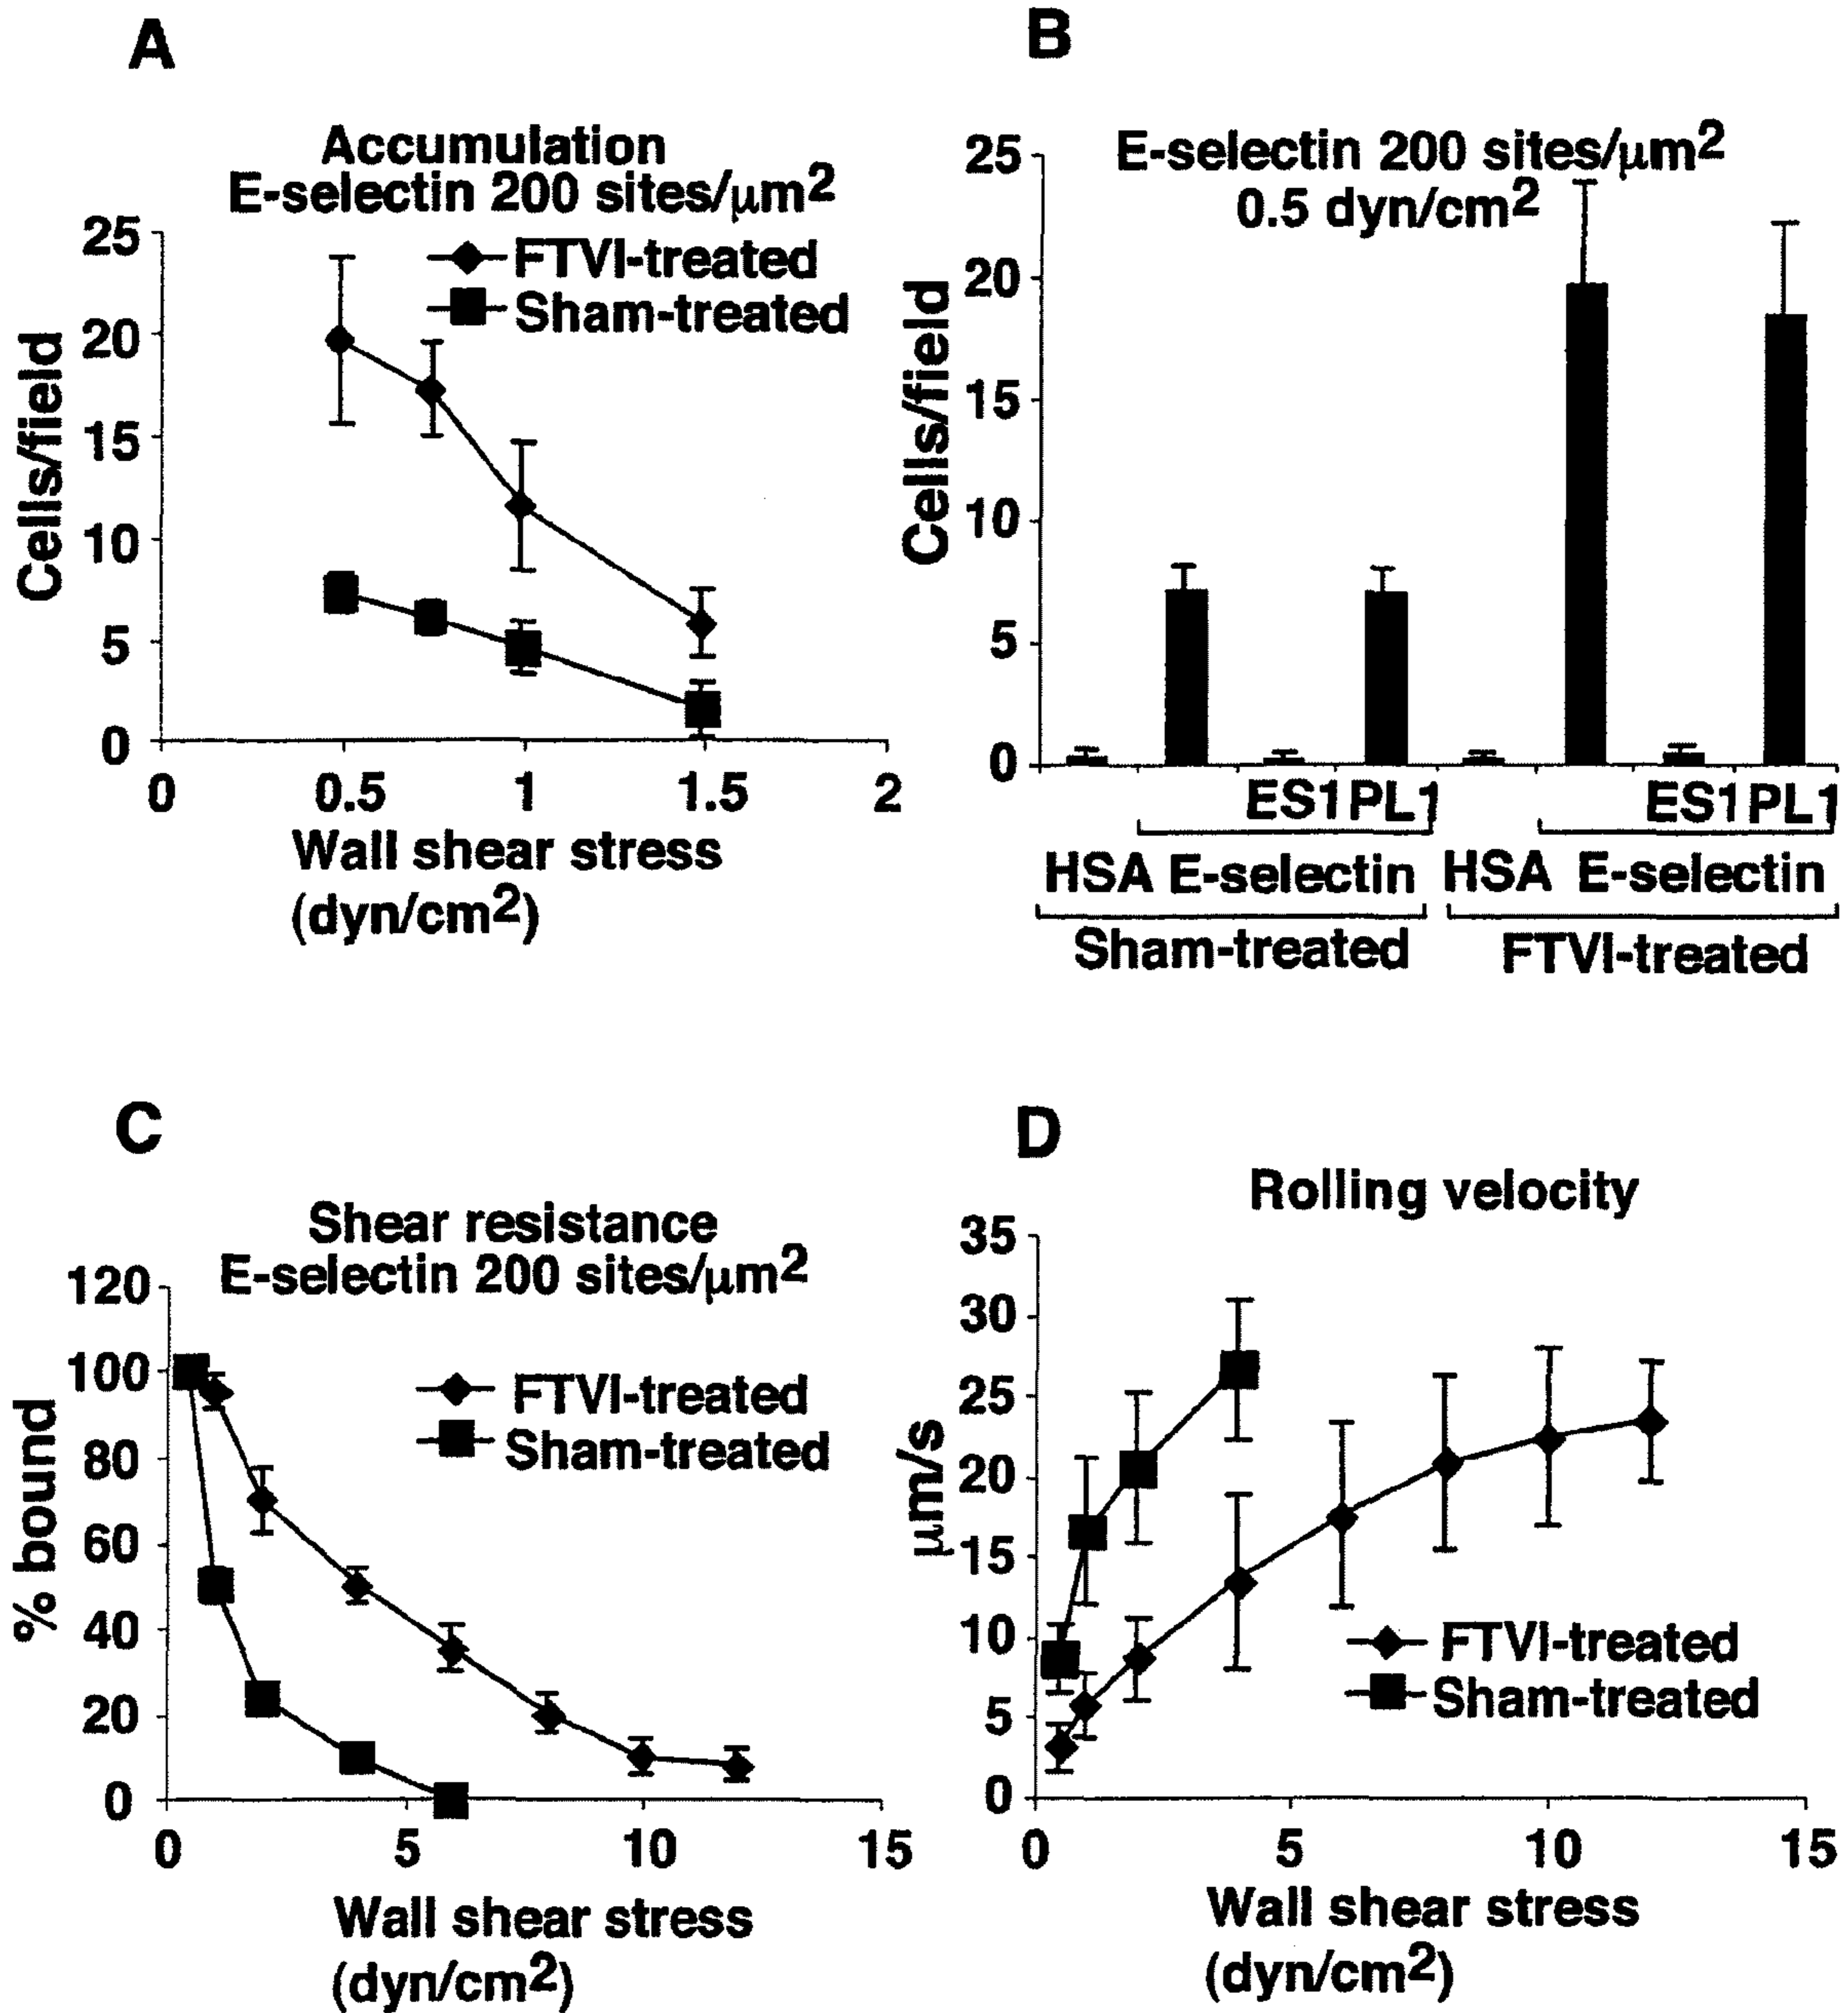 A
Accumulation
E-selectin 200 sites/μm2
FTVI-treated
Sham-treated
25
20
15
10
5
0
Cells/field
0 0.5 1 1.5 2
Wall shear stress
(dyn/cm2)
B
E-selectin 200 sites/μm2
0.5 dyn/cm2
25
20
15
10
5
0
Cells/field
ES1 PL1 ES1 PL1
HSA E-selectin HSA E-selectin
Sham-treated FTVI-treated
C
Shear resistance
E-selectin 200 sites/μm2
FTVI-treated
Sham-treated
120
100
80
60
40
20
0
% bound
0 5 10 15
Wall shear stress
(dyn/cm2)
D
Rolling velocity
35
30
25
20
15
10
5
0
μm/s
FTVI-treated
Sham-treated
0 5 10 15
Wall shear stress
(dyn/cm2)